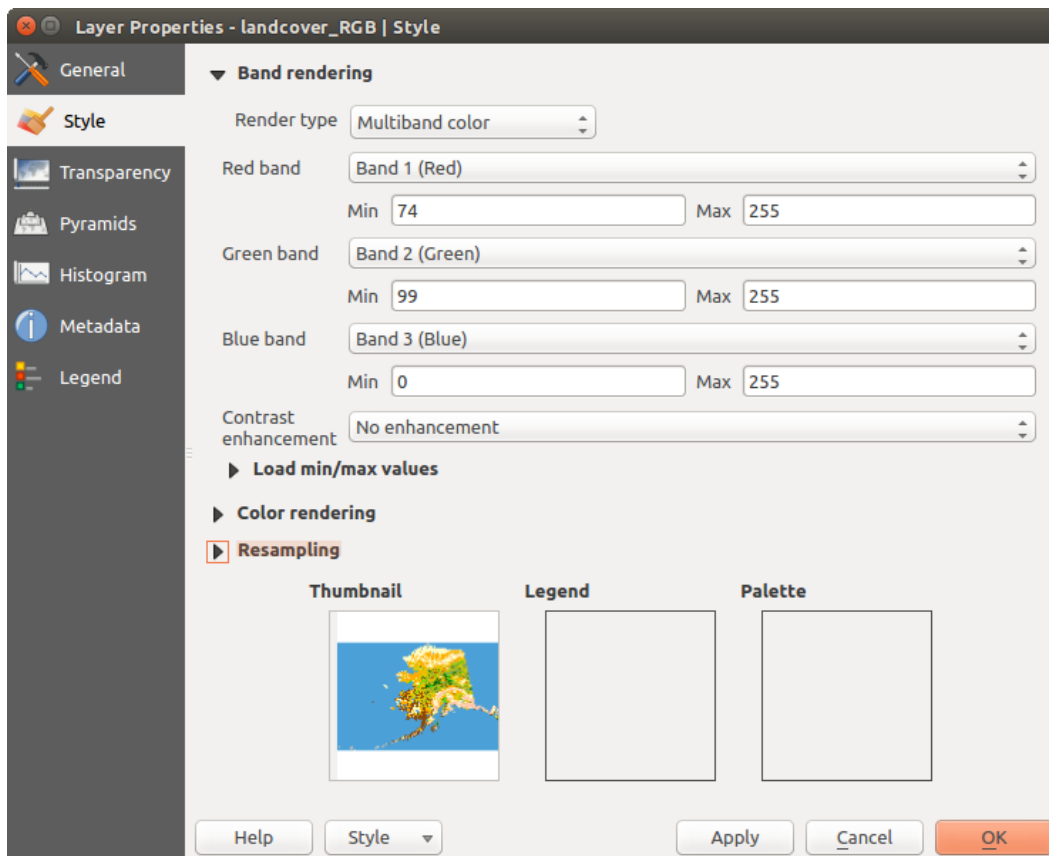 Layer Properties - landcover_RGB | Style
General
Style
Transparency
Pyramids
Histogram
Metadata
Legend
Band rendering
Render type Multiband color
Red band Band 1 (Red)
Min 74 Max 255
Green band Band 2 (Green)
Min 99 Max 255
Blue band Band 3 (Blue)
Min 0 Max 255
Contrast
enhancement No enhancement
Load min/max values
Color rendering
Resampling
Thumbnail Legend Palette
Help Style Apply Cancel OK